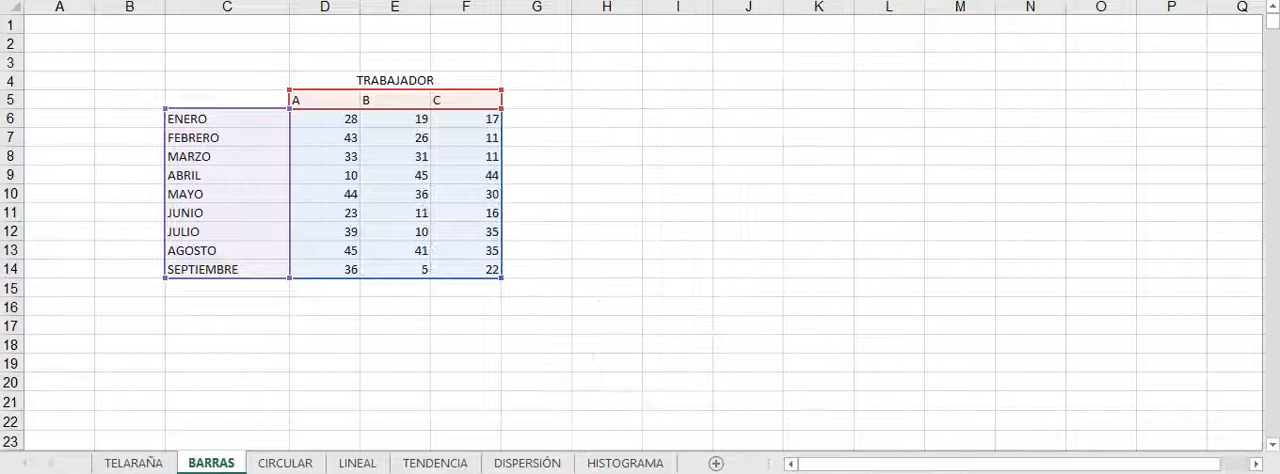 A B C D E F G H I J K L M N O P Q
1
2
3
4 TRABAJADOR
5 A B C
6 ENERO 28 19 17
7 FEBRERO 43 26 11
8 MARZO 33 31 11
9 ABRIL 10 45 44
10 MAYO 44 36 30
11 JUNIO 23 11 16
12 JULIO 39 10 35
13 AGOSTO 45 41 35
14 SEPTIEMBRE 36 5 22
15
16
17
18
19
20
21
22
23
TELARAÑA BARRAS CIRCULAR LINEAL TENDENCIA DISPERSIÓN HISTOGRAMA